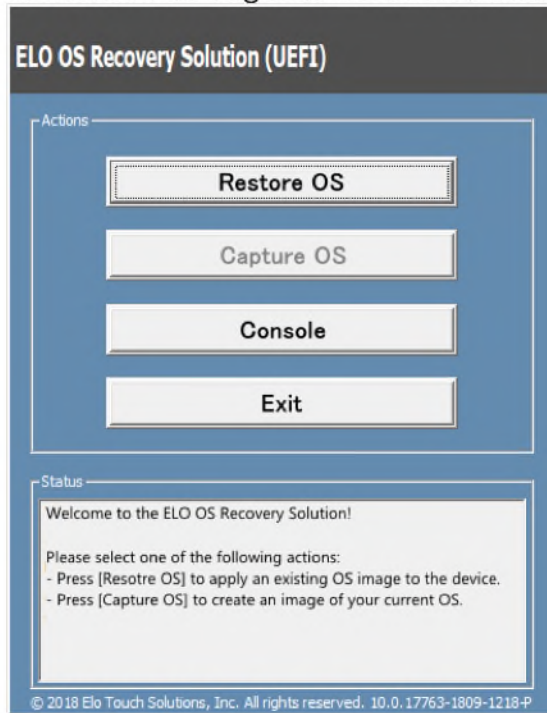 ELO OS Recovery Solution (UEFI)
Actions
Restore OS
Capture OS
Console
Exit
Status
Welcome to the ELO OS Recovery Solution!
Please select one of the following actions:
- Press [Resotre OS] to apply an existing OS image to the device.
- Press [Capture OS] to create an image of your current OS.
© 2018 Elo Touch Solutions, Inc. All rights reserved. 10.0.17763-1809-1218-P